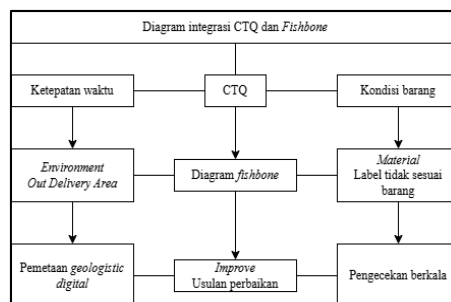 Diagram integrasi CTQ dan Fishbone
Ketepatan waktu
CTQ
Kondisi barang
Environment
Out Delivery Area
Diagram fishbone
Material
Label tidak sesuai
barang
Pemetaan geologistic
digital
Improve
Usulan perbaikan
Pengecekan berkala